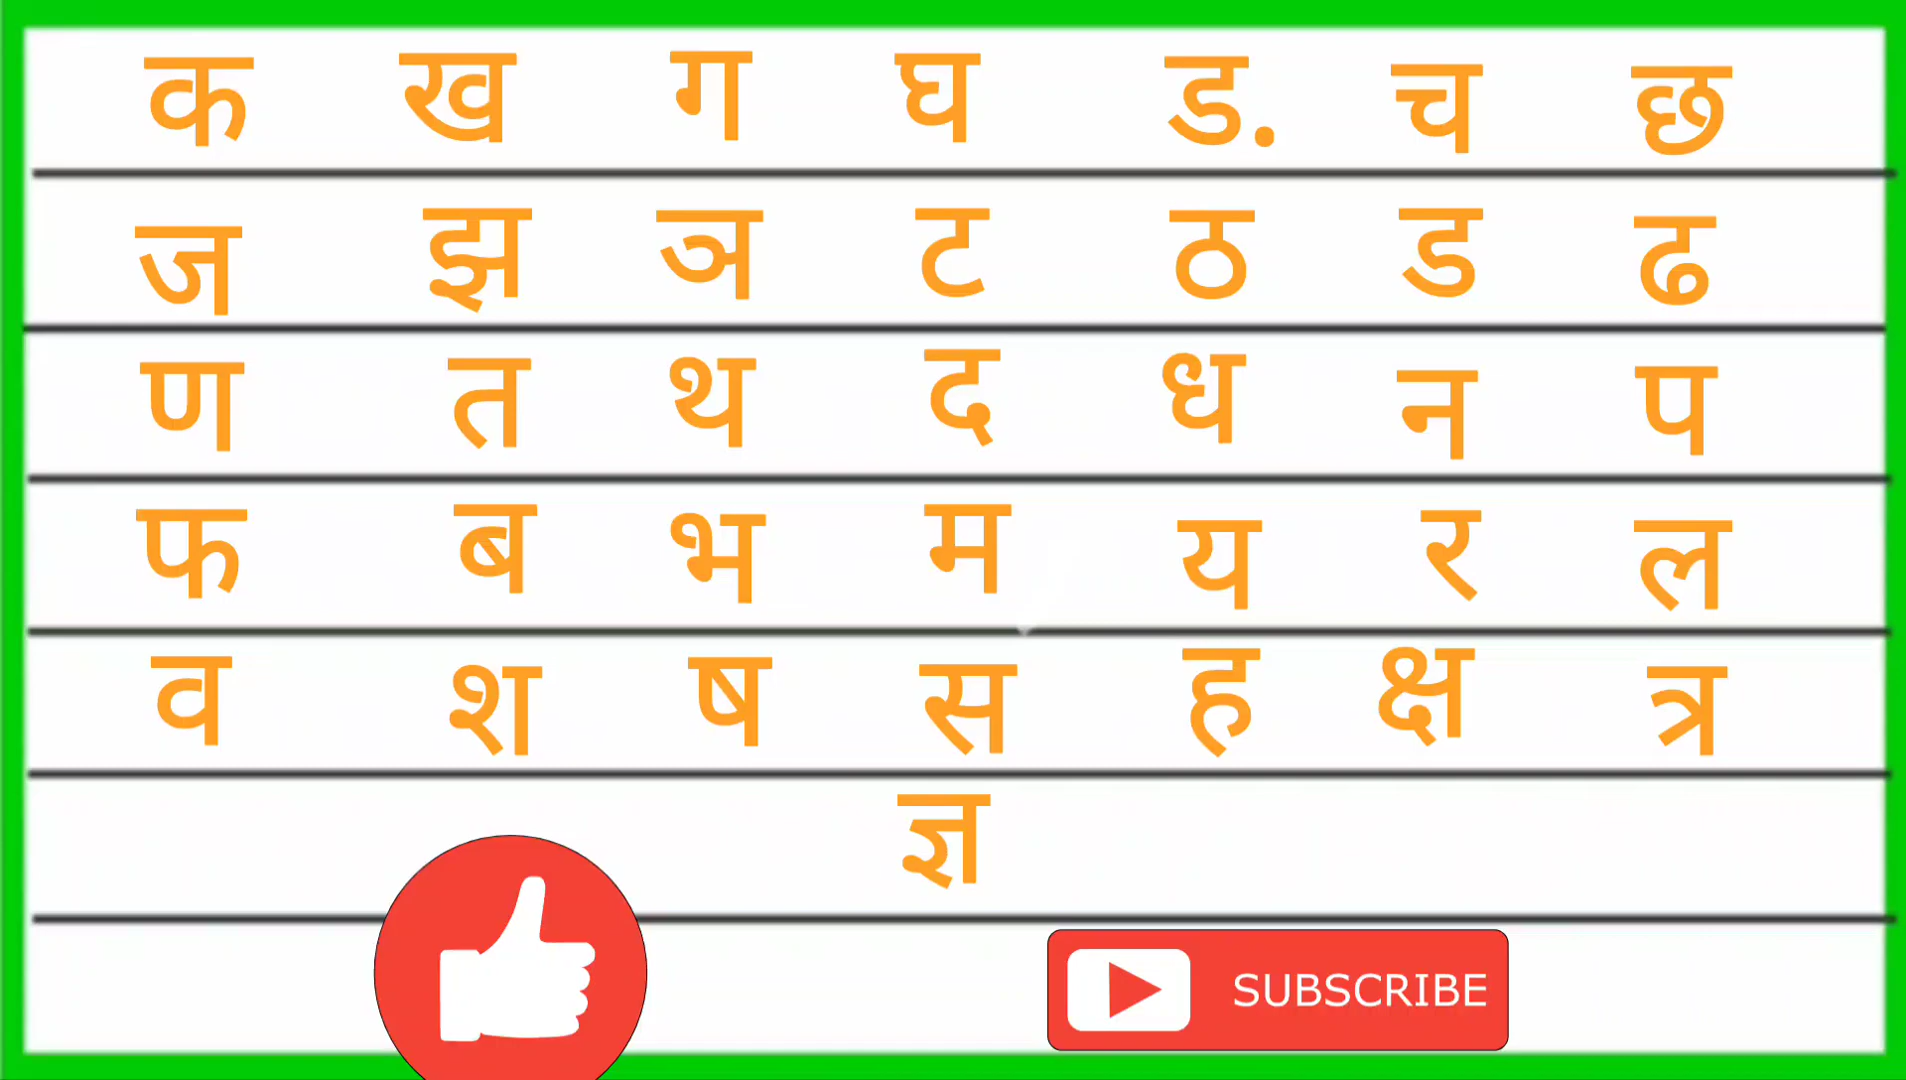 क ख ग घ ड. च छ
ज झ ञ ट ठ ड ढ
ण त थ द ध न प
फ ब भ म य र ल
व श ष स ह क्ष त्र
ज्ञ
SUBSCRIBE